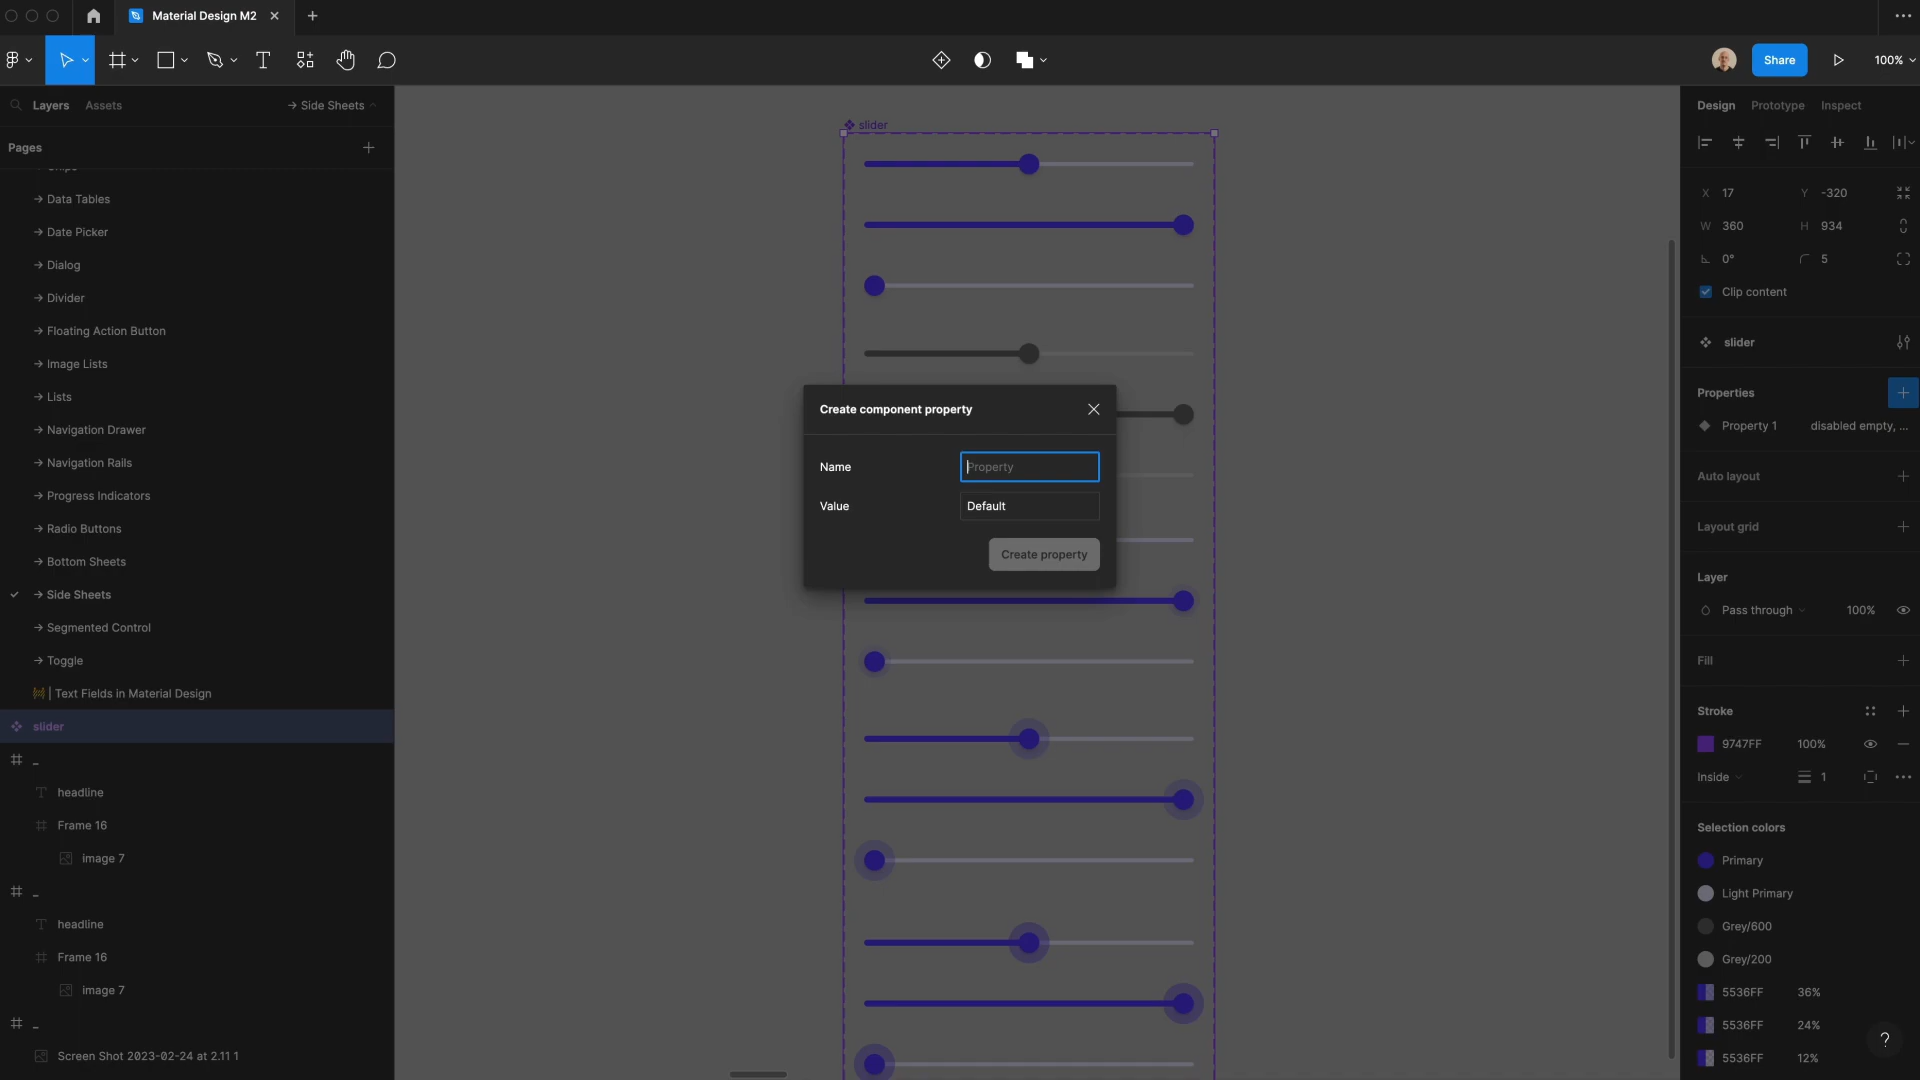 Material Design M2
Share
100%
Layers
Assets
→ Side Sheets
Pages
→ Data Tables
→ Date Picker
→ Dialog
→ Divider
→ Floating Action Button
→ Image Lists
→ Lists
→ Navigation Drawer
→ Navigation Rails
→ Progress Indicators
→ Radio Buttons
→ Bottom Sheets
→ Side Sheets
→ Segmented Control
→ Toggle
🚧 | Text Fields in Material Design
slider
_
headline
Frame 16
image 7
_
headline
Frame 16
image 7
_
Screen Shot 2023-02-24 at 2.11 1
slider
Create component property
Name
Property
Value
Default
Create property
Design
Prototype
Inspect
X 17 Y -320
W 360 H 934
0° 5
Clip content
slider
Properties
Property 1 disabled empty, ...
Auto layout
Layout grid
Layer
Pass through 100%
Fill
Stroke
9747FF 100%
Inside 1
Selection colors
Primary
Light Primary
Grey/600
Grey/200
5536FF 36%
5536FF 24%
5536FF 12%
?